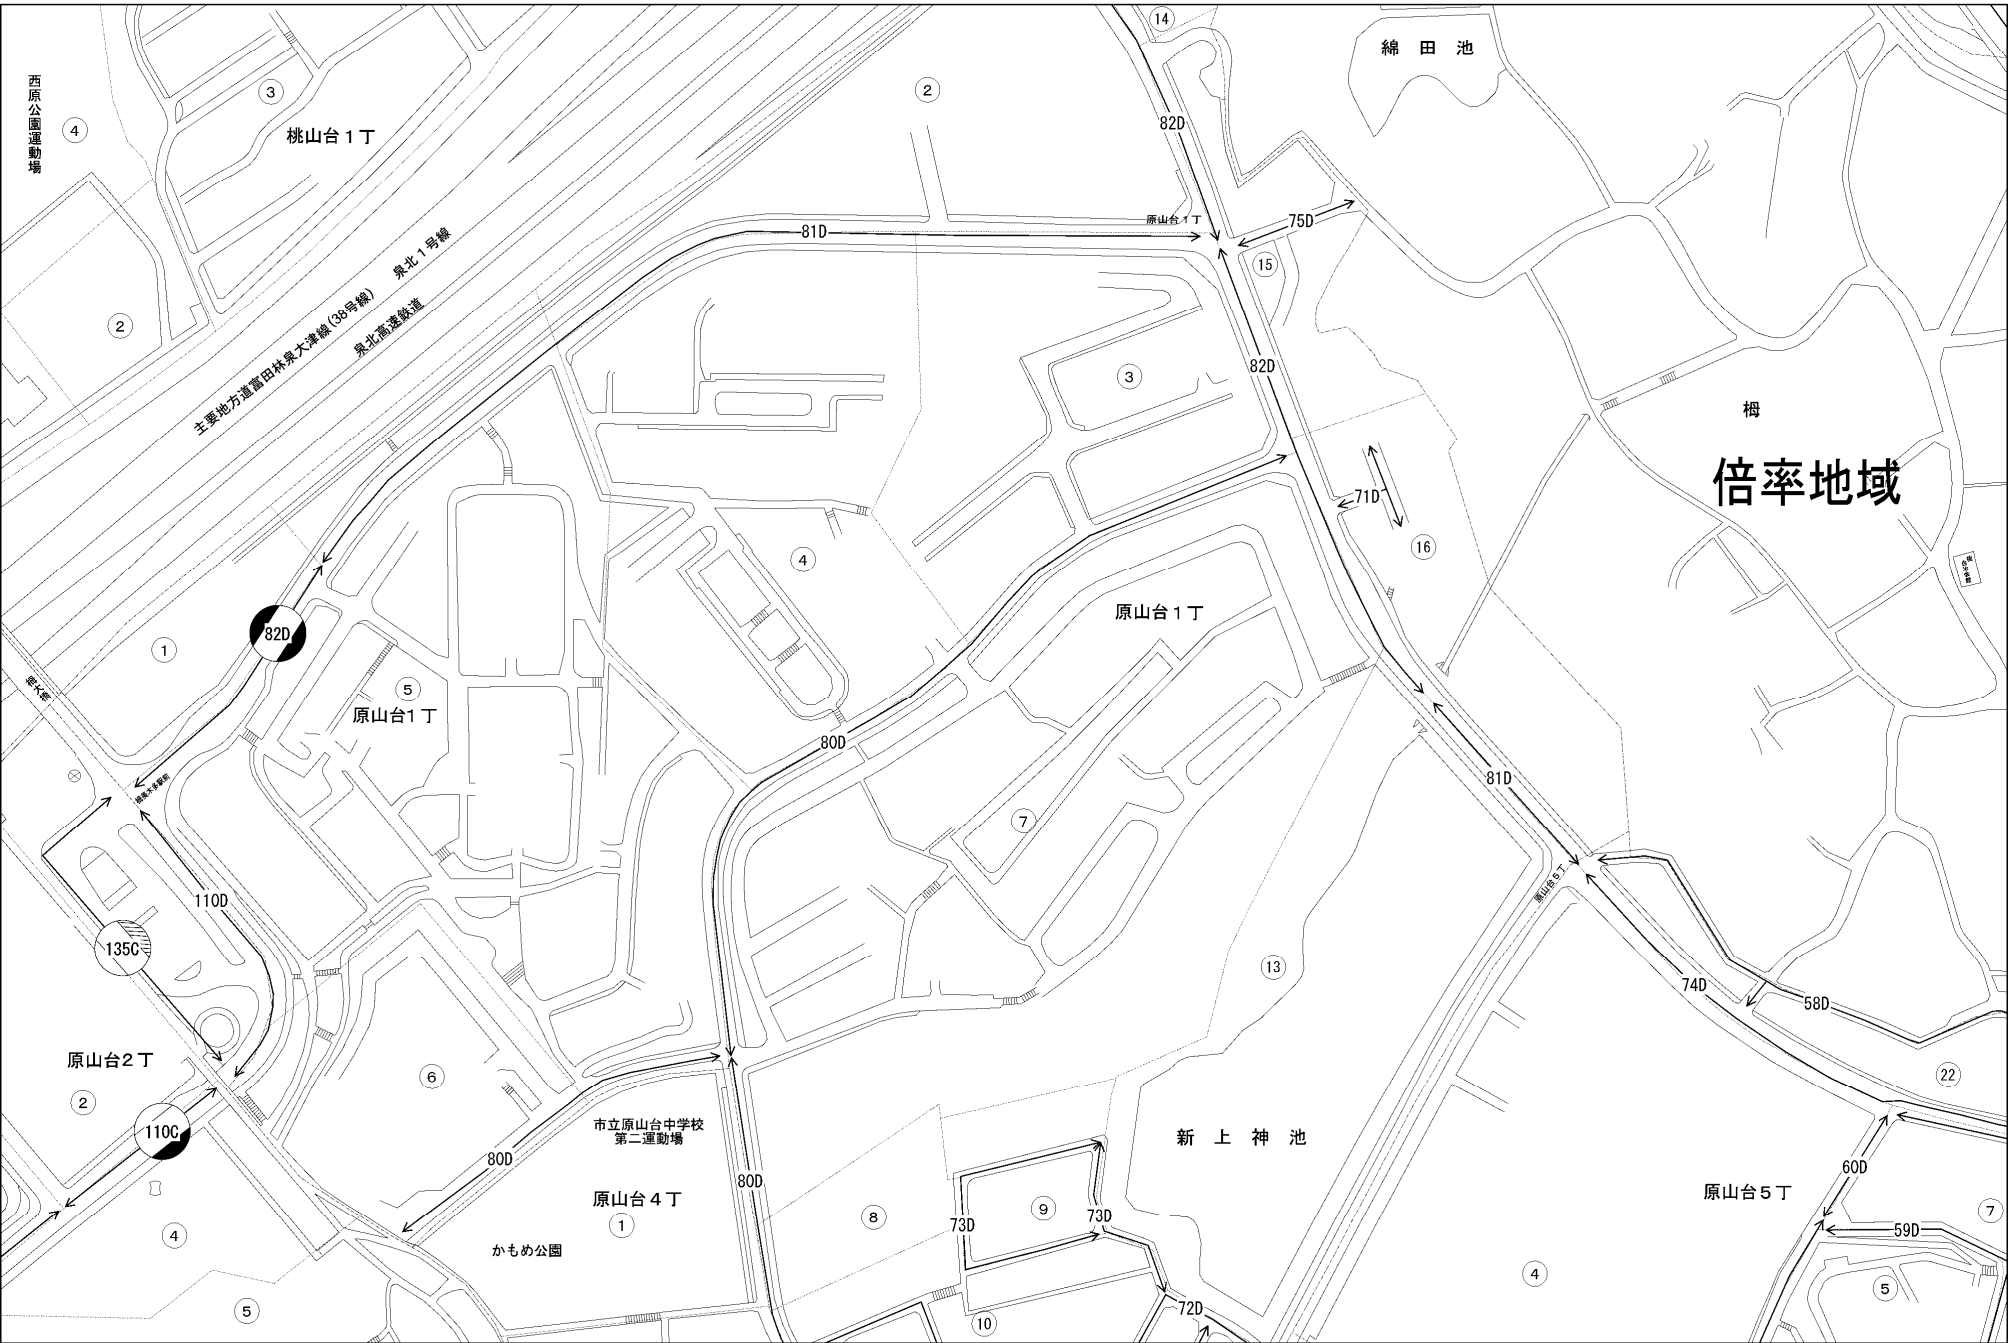 14
綿田池
西原公園運動場
4
3
2
桃山台1丁
82D
原山台1丁
75D
81D
15
主要地方道富田林泉大津線(38号線)
泉北1号線
泉北高速鉄道
2
3
82D
栂
倍率地域
71D
16
4
82D
1
原山台1丁
5
原山台1丁
栂大橋
80D
81D
7
110D
原山台5丁
135C
13
74D
58D
原山台2丁
2
6
22
110C
市立原山台中学校
第二運動場
80D
80D
新上神池
60D
原山台5丁
原山台4丁
1
8
9
73D
73D
7
59D
4
かもめ公園
4
5
5
10
72D